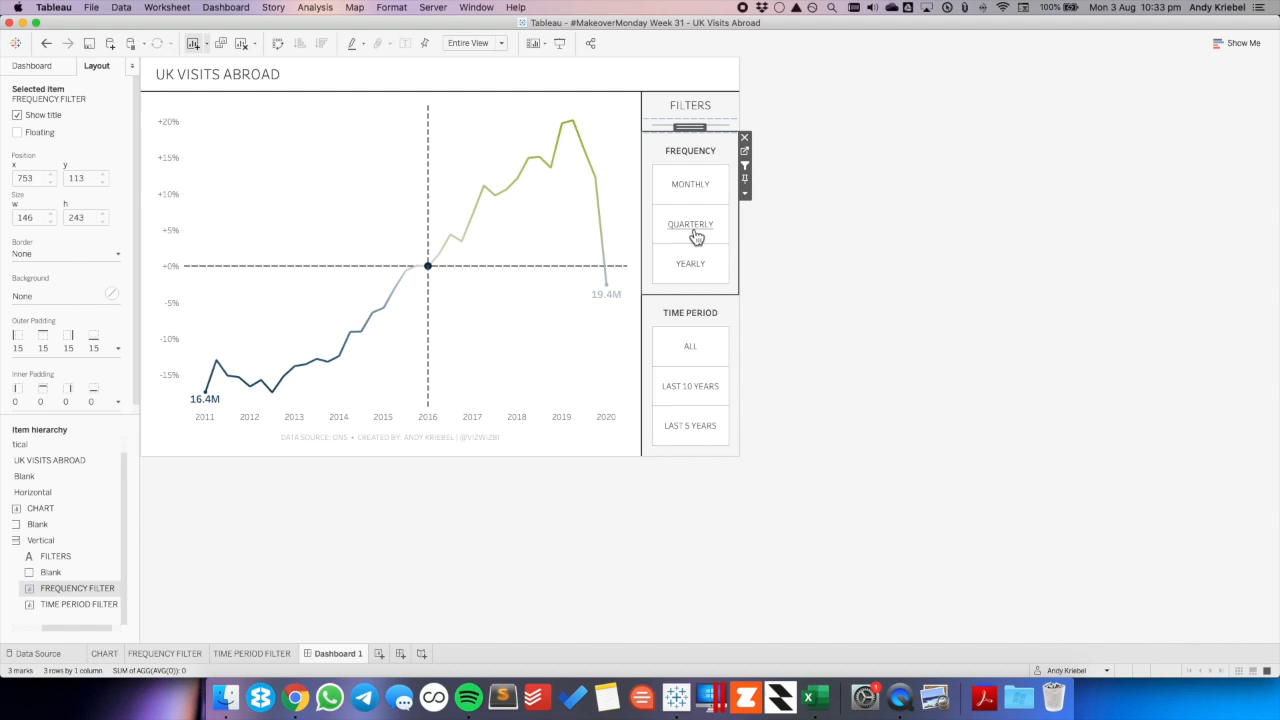 Tableau File Data Worksheet Dashboard Story Analysis Map Format Server Window Help 100% Mon 3 Aug 10:33 pm Andy Kriebel
Tableau - #MakeoverMonday Week 31 - UK Visits Abroad
Entire View Show Me
Dashboard Layout
Selected item
FREQUENCY FILTER
Show title
Floating
Position
x y
753 113
Size
w h
146 243
Border
None
Background
None
Outer Padding
15 15 15 15
Inner Padding
0 0 0 0
Item hierarchy
tical
UK VISITS ABROAD
Blank
Horizontal
CHART
Blank
Vertical
A FILTERS
Blank
FREQUENCY FILTER
TIME PERIOD FILTER
UK VISITS ABROAD
+20%
+15%
+10%
+5%
+0%
-5%
-10%
-15%
19.4M
16.4M
2011 2012 2013 2014 2015 2016 2017 2018 2019 2020
DATA SOURCE: ONS • CREATED BY: ANDY KRIEBEL | @VIZWIZBI
FILTERS
FREQUENCY
MONTHLY
QUARTERLY
YEARLY
TIME PERIOD
ALL
LAST 10 YEARS
LAST 5 YEARS
Data Source CHART FREQUENCY FILTER TIME PERIOD FILTER Dashboard 1
3 marks 3 rows by 1 column SUM of AGG(AVG(0)): 0 Andy Kriebel
1